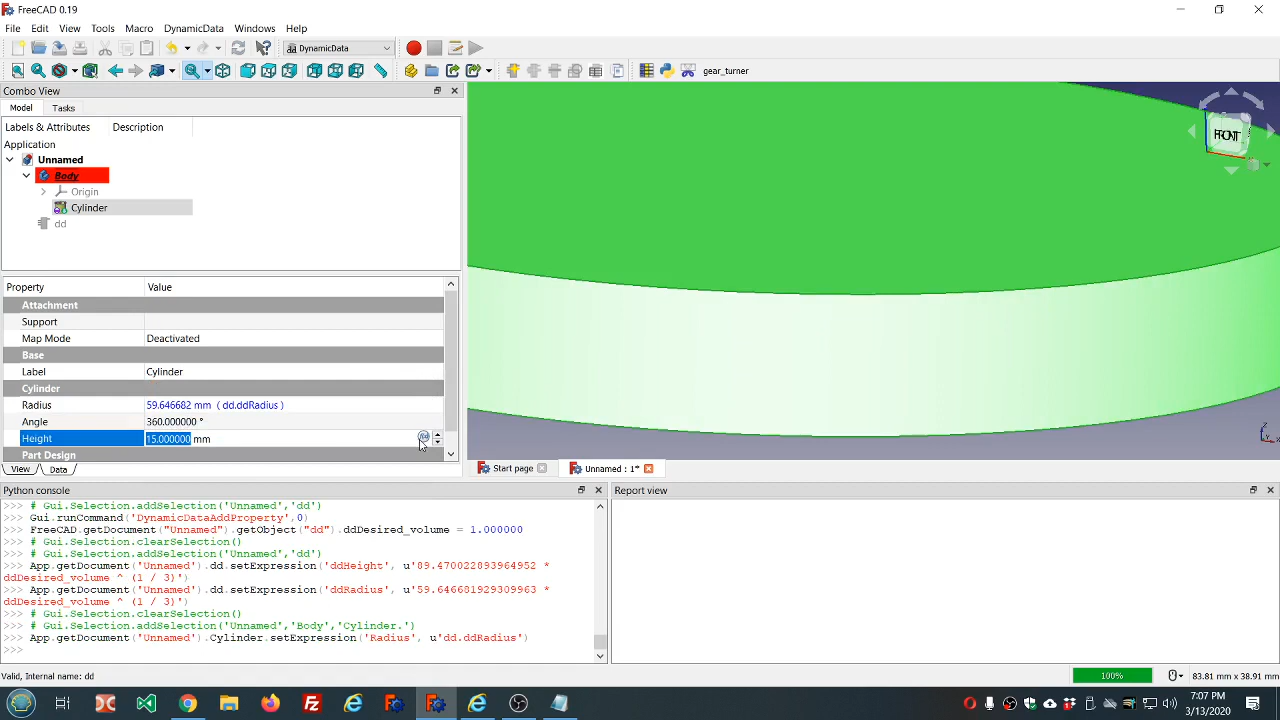 FreeCAD 0.19
File Edit View Tools Macro DynamicData Windows Help
DynamicData
gear_turner
Combo View
Model Tasks
Labels & Attributes Description
Application
Unnamed
Body
Origin
Cylinder
dd
Property Value
Attachment
Support
Map Mode Deactivated
Base
Label Cylinder
Cylinder
Radius 59.646682 mm ( dd.ddRadius )
Angle 360.000000 °
Height 15.000000 mm
Part Design
View Data
FRONT
Start page
Unnamed : 1*
Python console
>>> # Gui.Selection.addSelection('Unnamed','dd')
>>> Gui.runCommand('DynamicDataAddProperty',0)
>>> FreeCAD.getDocument("Unnamed").getObject("dd").ddDesired_volume = 1.000000
>>> # Gui.Selection.clearSelection()
>>> # Gui.Selection.addSelection('Unnamed','dd')
>>> App.getDocument('Unnamed').dd.setExpression('ddHeight', u'89.470022893964952 *
ddDesired_volume ^ (1 / 3)')
>>> App.getDocument('Unnamed').dd.setExpression('ddRadius', u'59.646681929309963 *
ddDesired_volume ^ (1 / 3)')
>>> # Gui.Selection.clearSelection()
>>> # Gui.Selection.addSelection('Unnamed','Body','Cylinder.')
>>> App.getDocument('Unnamed').Cylinder.setExpression('Radius', u'dd.ddRadius')
>>>
Report view
Valid, Internal name: dd
100%
83.81 mm x 38.91 mm
7:07 PM
3/13/2020